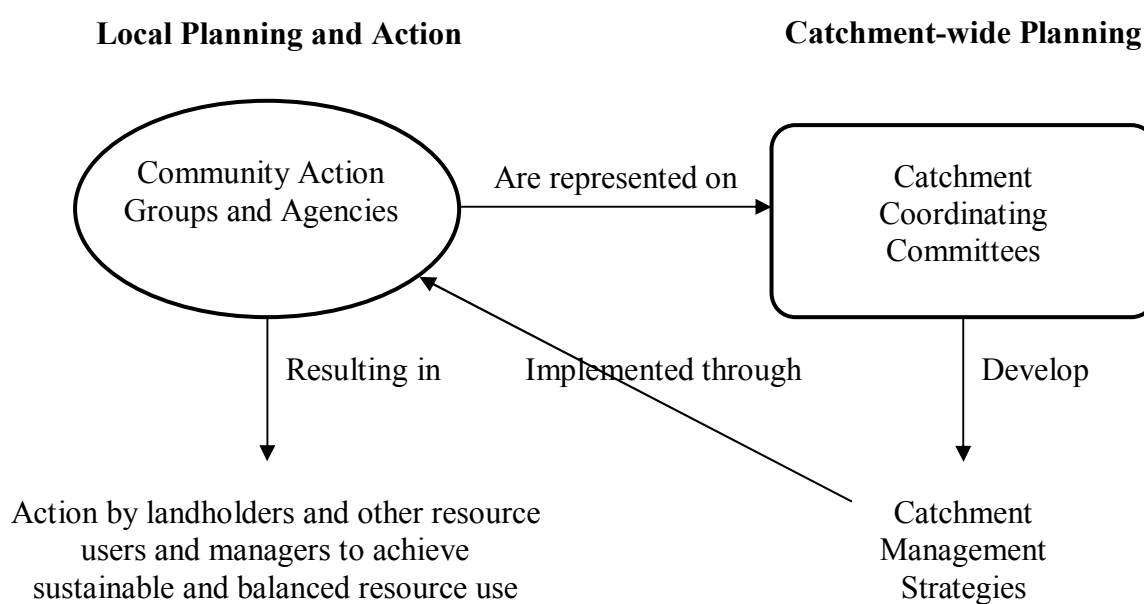 Local Planning and Action
Catchment-wide Planning
Community Action
Groups and Agencies
Are represented on
Catchment
Coordinating
Committees
Resulting in
Implemented through
Develop
Action by landholders and other resource
users and managers to achieve
sustainable and balanced resource use
Catchment
Management
Strategies